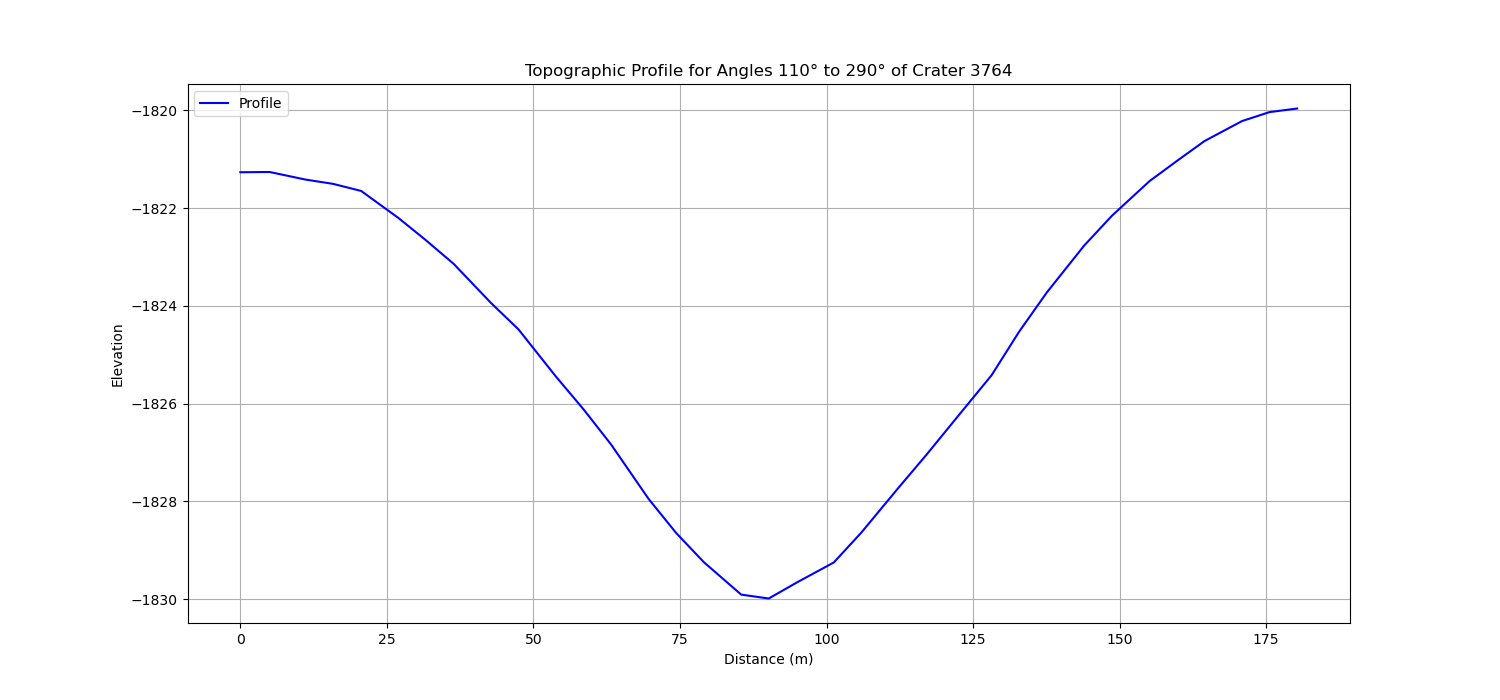 Topographic Profile for Angles 110° to 290° of Crater 3764
Profile
−1820
−1822
−1824
−1826
−1828
−1830
Elevation
0 25 50 75 100 125 150 175
Distance (m)